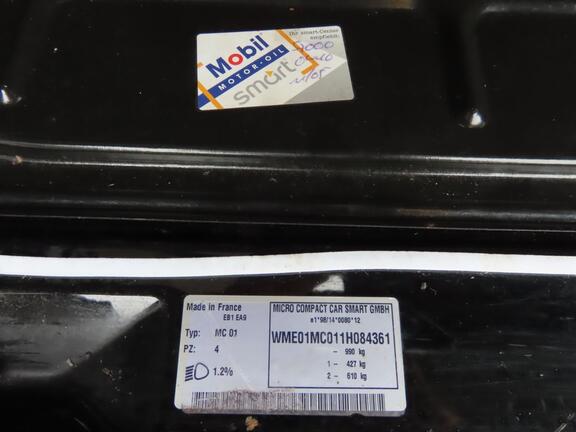 Ihr smart-Center
empfiehlt:
Mobil
MOTOR-OIL
smart
Made in France
EB1 EA9
Typ: MC 01
PZ: 4
1.2%
MICRO COMPACT CAR SMART GMBH
e1*98/14*0080*12
WME01MC011H084361
– 990 kg
1 – 427 kg
2 – 610 kg